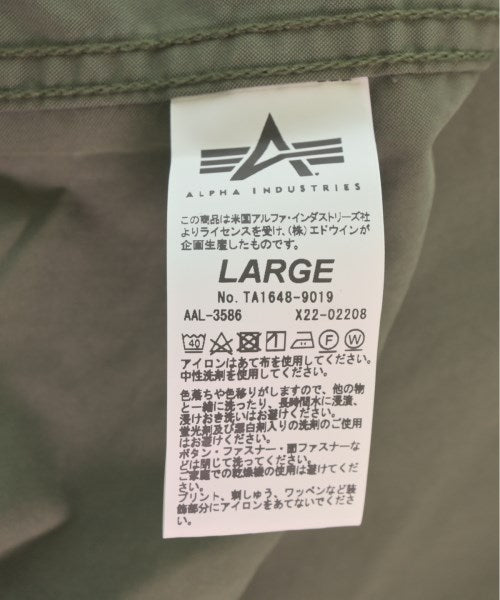 ALPHA INDUSTRIES
この商品は米国アルファ・インダストリーズ社
よりライセンスを受け、(株)エドウインが
企画生産したものです。
LARGE
No. TA1648-9019
AAL-3586 X22-02208
40 F W
アイロンはあて布を使用してください。
中性洗剤を使用してください。
色落ちや色移りがしますので、他の物
と一緒に洗ったり、長時間水に浸漬、
浸けおき洗いはお避けください。
蛍光剤及び漂白剤入りの洗剤のご使用
はお避けください。
ボタン・ファスナー・面ファスナーな
どは閉じて洗ってください。
ご家庭での乾燥機の使用は避けてくだ
さい。
プリント、刺しゅう、ワッペンなど装
飾部分にアイロンをあてないでくださ
い。